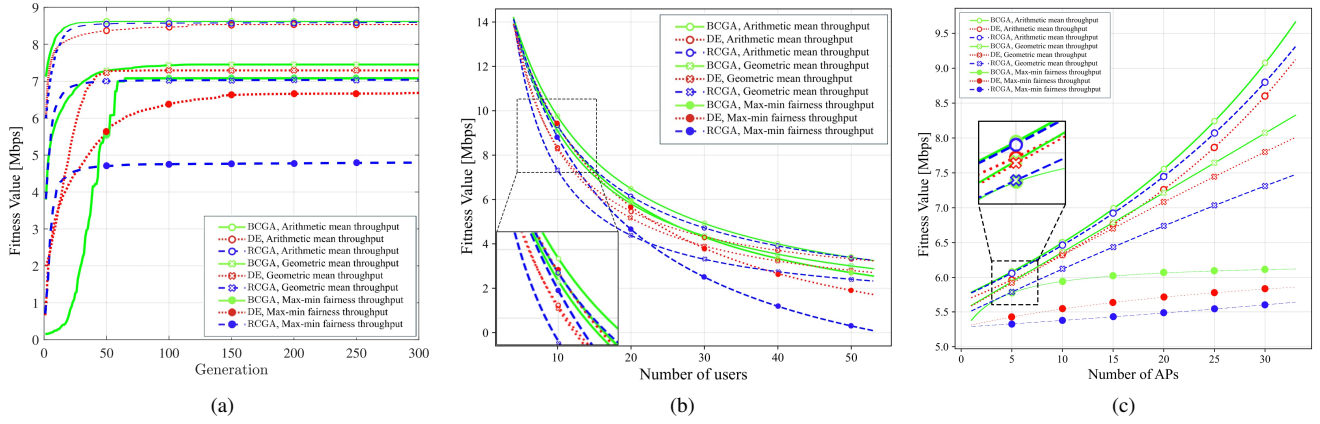 9
8
7
6
5
4
3
2
1
0
Fitness Value [Mbps]
BCGA, Arithmetic mean throughput
DE, Arithmetic mean throughput
RCGA, Arithmetic mean throughput
BCGA, Geometric mean throughput
DE, Geometric mean throughput
RCGA, Geometric mean throughput
BCGA, Max-min fairness throughput
DE, Max-min fairness throughput
RCGA, Max-min fairness throughput
1 50 100 150 200 250 300
Generation
(a)
14
12
10
8
6
4
2
0
Fitness Value [Mbps]
BCGA, Arithmetic mean throughput
DE, Arithmetic mean throughput
RCGA, Arithmetic mean throughput
BCGA, Geometric mean throughput
DE, Geometric mean throughput
RCGA, Geometric mean throughput
BCGA, Max-min fairness throughput
DE, Max-min fairness throughput
RCGA, Max-min fairness throughput
10 20 30 40 50
Number of users
(b)
9.5
9.0
8.5
8.0
7.5
7.0
6.5
6.0
5.5
5.0
Fitness Value [Mbps]
BCGA, Arithmetic mean throughput
DE, Arithmetic mean throughput
RCGA, Arithmetic mean throughput
BCGA, Geometric mean throughput
DE, Geometric mean throughput
RCGA, Geometric mean throughput
BCGA, Max-min fairness throughput
DE, Max-min fairness throughput
RCGA, Max-min fairness throughput
0 5 10 15 20 25 30
Number of APs
(c)